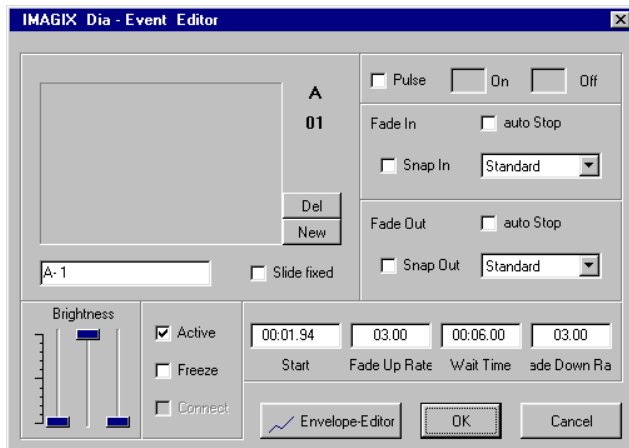 IMAGIX Dia - Event Editor
A
01
Del
New
A- 1
Slide fixed
Pulse On Off
Fade In auto Stop
Snap In Standard
Fade Out auto Stop
Snap Out Standard
Brightness
Active
Freeze
Connect
00:01.94 03.00 00:06.00 03.00
Start Fade Up Rate Wait Time ade Down Ra
Envelope-Editor OK Cancel